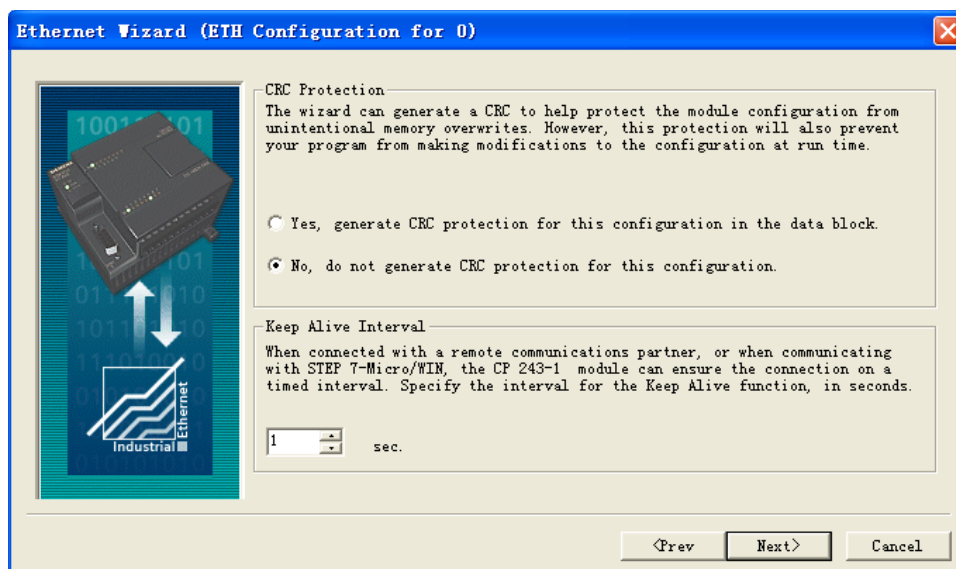 Ethernet Wizard (ETH Configuration for 0)
CRC Protection
The wizard can generate a CRC to help protect the module configuration from
unintentional memory overwrites. However, this protection will also prevent
your program from making modifications to the configuration at run time.
Yes, generate CRC protection for this configuration in the data block.
No, do not generate CRC protection for this configuration.
Keep Alive Interval
When connected with a remote communications partner, or when communicating
with STEP 7-Micro/WIN, the CP 243-1 module can ensure the connection on a
timed interval. Specify the interval for the Keep Alive function, in seconds.
1 sec.
Industrial
Ethernet
<Prev Next> Cancel